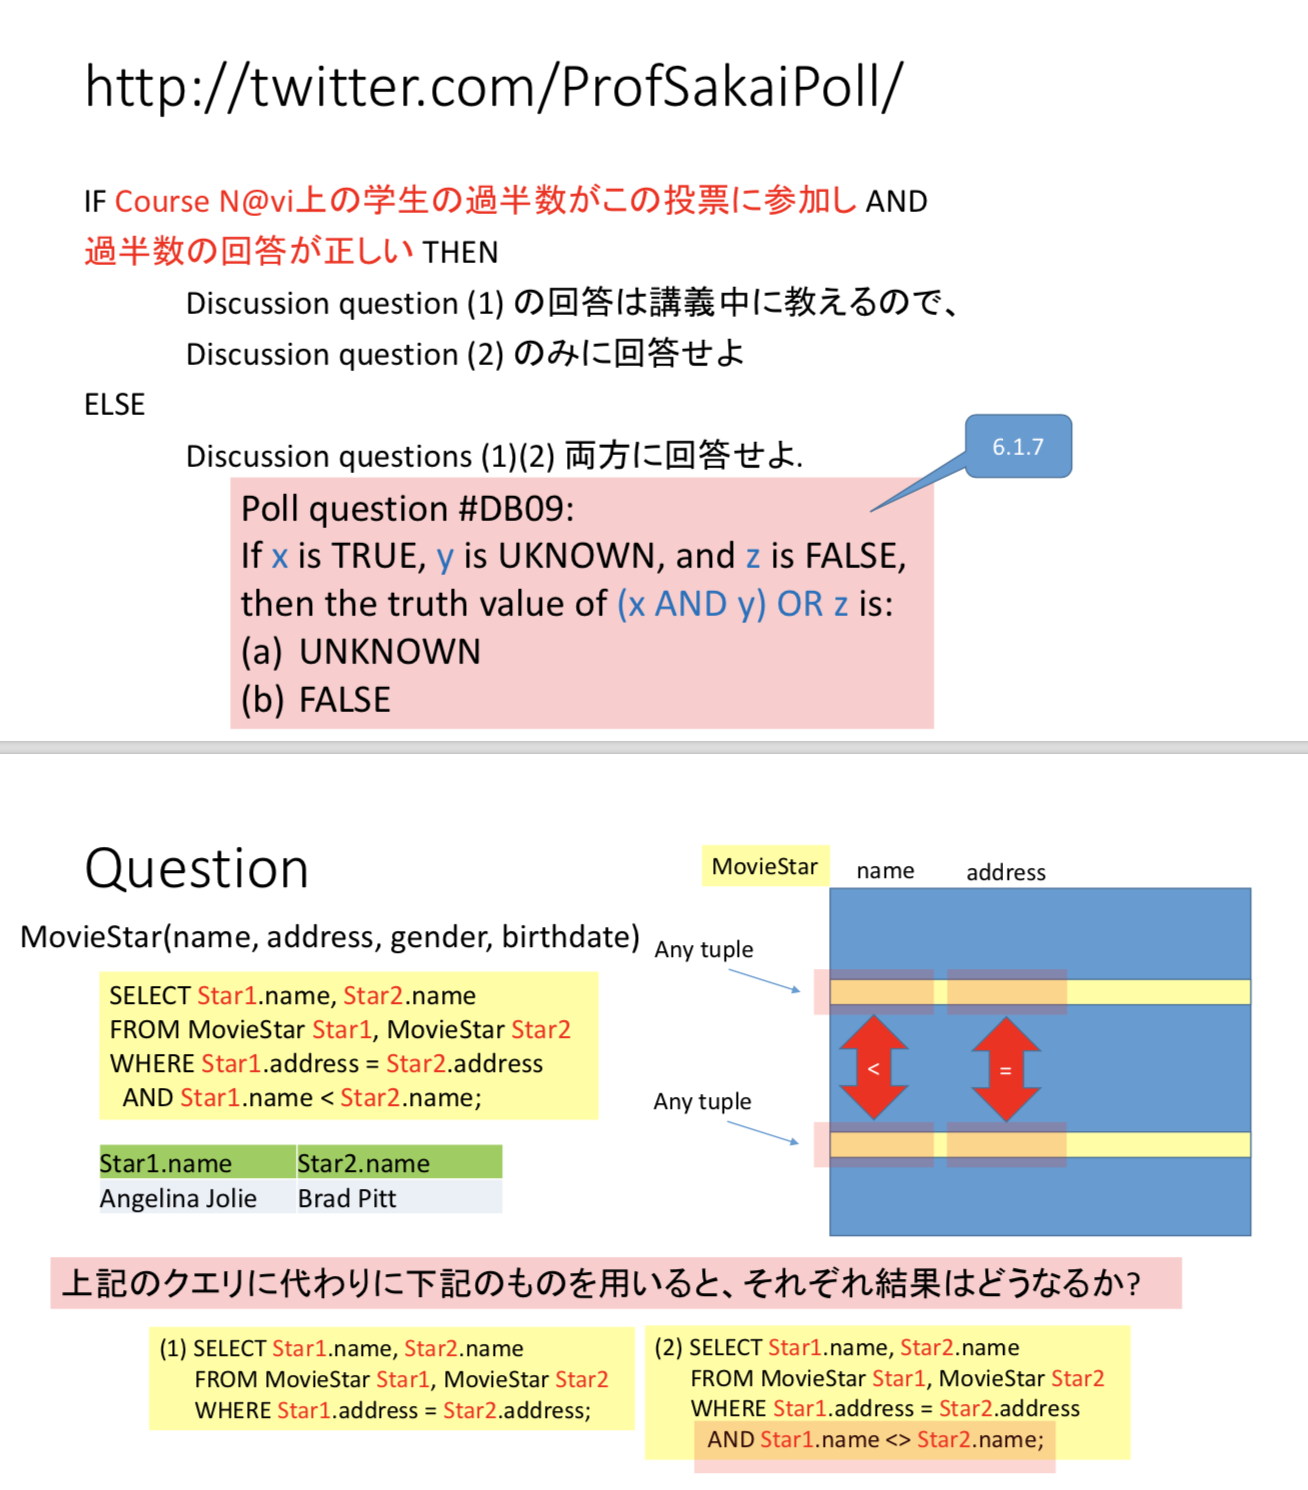 http://twitter.com/ProfSakaiPoll/
IF Course N@vi上の学生の過半数がこの投票に参加し AND
過半数の回答が正しい THEN
Discussion question (1) の回答は講義中に教えるので、
Discussion question (2) のみに回答せよ
ELSE
Discussion questions (1)(2) 両方に回答せよ.
6.1.7
Poll question #DB09:
If x is TRUE, y is UKNOWN, and z is FALSE,
then the truth value of (x AND y) OR z is:
(a) UNKNOWN
(b) FALSE
Question
MovieStar(name, address, gender, birthdate)
SELECT Star1.name, Star2.name
FROM MovieStar Star1, MovieStar Star2
WHERE Star1.address = Star2.address
AND Star1.name < Star2.name;
Star1.name Star2.name
Angelina Jolie Brad Pitt
MovieStar name address
Any tuple
< =
Any tuple
上記のクエリに代わりに下記のものを用いると、それぞれ結果はどうなるか?
(1) SELECT Star1.name, Star2.name
FROM MovieStar Star1, MovieStar Star2
WHERE Star1.address = Star2.address;
(2) SELECT Star1.name, Star2.name
FROM MovieStar Star1, MovieStar Star2
WHERE Star1.address = Star2.address
AND Star1.name <> Star2.name;